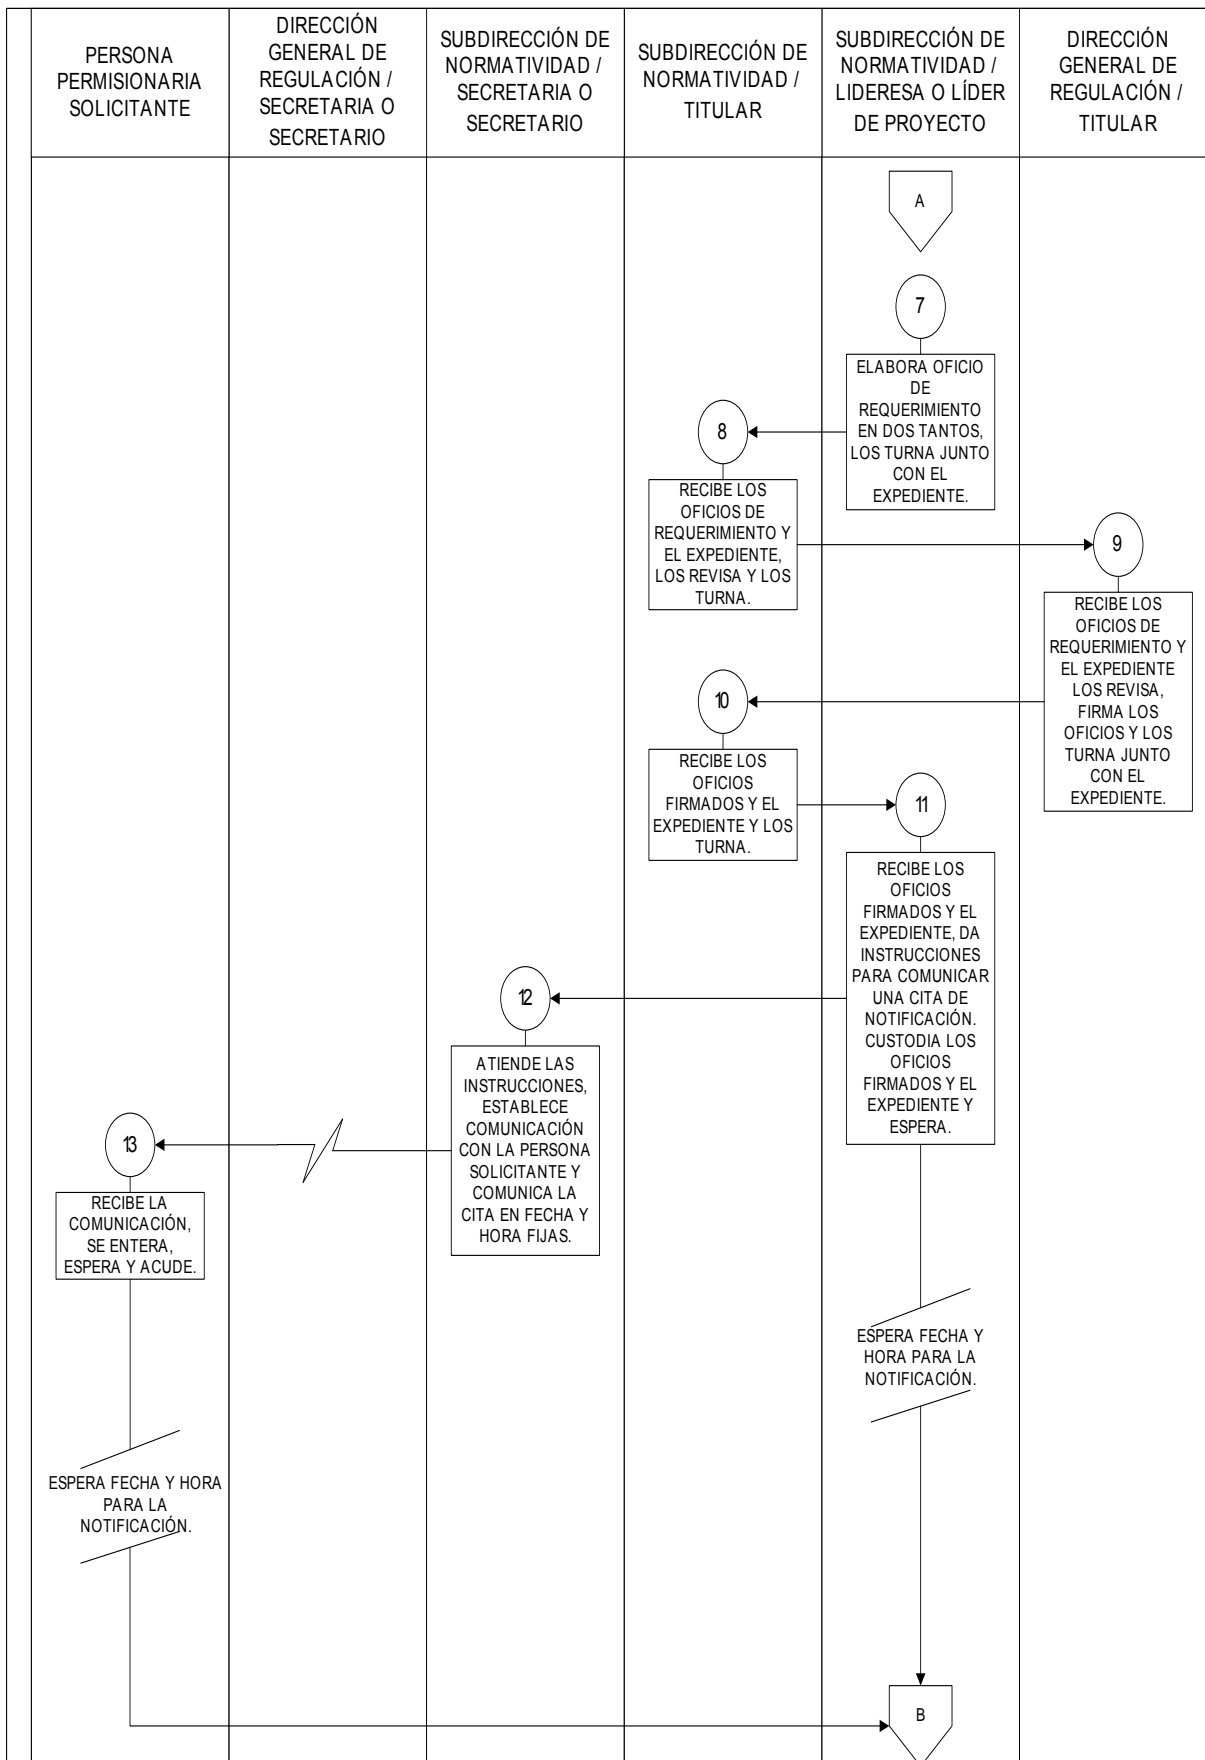 PERSONA
PERMISIONARIA
SOLICITANTE
DIRECCIÓN
GENERAL DE
REGULACIÓN /
SECRETARIA O
SECRETARIO
SUBDIRECCIÓN DE
NORMATIVIDAD /
SECRETARIA O
SECRETARIO
SUBDIRECCIÓN DE
NORMATIVIDAD /
TITULAR
SUBDIRECCIÓN DE
NORMATIVIDAD /
LIDERESA O LÍDER
DE PROYECTO
DIRECCIÓN
GENERAL DE
REGULACIÓN /
TITULAR
A
7
ELABORA OFICIO
DE
REQUERIMIENTO
EN DOS TANTOS,
LOS TURNA JUNTO
CON EL
EXPEDIENTE.
8
RECIBE LOS
OFICIOS DE
REQUERIMIENTO Y
EL EXPEDIENTE,
LOS REVISA Y LOS
TURNA.
9
RECIBE LOS
OFICIOS DE
REQUERIMIENTO Y
EL EXPEDIENTE
LOS REVISA,
FIRMA LOS
OFICIOS Y LOS
TURNA JUNTO
CON EL
EXPEDIENTE.
10
RECIBE LOS
OFICIOS
FIRMADOS Y EL
EXPEDIENTE Y LOS
TURNA.
11
RECIBE LOS
OFICIOS
FIRMADOS Y EL
EXPEDIENTE, DA
INSTRUCCIONES
PARA COMUNICAR
UNA CITA DE
NOTIFICACIÓN.
CUSTODIA LOS
OFICIOS
FIRMADOS Y EL
EXPEDIENTE Y
ESPERA.
12
ATIENDE LAS
INSTRUCCIONES,
ESTABLECE
COMUNICACIÓN
CON LA PERSONA
SOLICITANTE Y
COMUNICA LA
CITA EN FECHA Y
HORA FIJAS.
13
RECIBE LA
COMUNICACIÓN,
SE ENTERA,
ESPERA Y ACUDE.
ESPERA FECHA Y
HORA PARA LA
NOTIFICACIÓN.
ESPERA FECHA Y HORA
PARA LA
NOTIFICACIÓN.
B